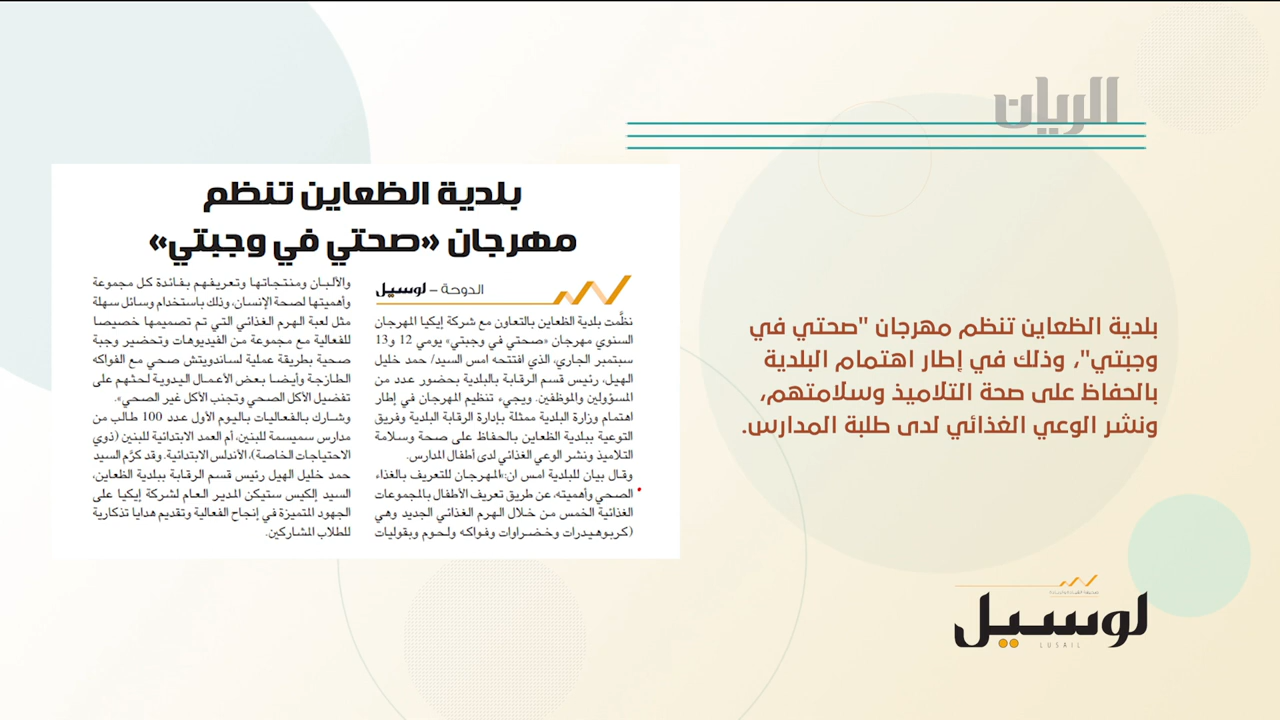 الريان
بلدية الظعاين تنظم
مهرجان «صحتي في وجبتي»
الدوحة - لوسيل
نظَّمت بلدية الظعاين بالتعاون مع شركة إيكيا المهرجان
السنوي مهرجان «صحتي في وجبتي» يومي 12 و13
سبتمبر الجاري، الذي افتتحه امس السيد/ حمد خليل
الهيل، رئيس قسم الرقابة بالبلدية بحضور عدد من
المسؤولين والموظفين. ويجيء تنظيم المهرجان في إطار
اهتمام وزارة البلدية ممثلة بإدارة الرقابة البلدية وفريق
التوعية ببلدية الظعاين بالحفاظ على صحة وسلامة
التلاميذ ونشر الوعي الغذائي لدى أطفال المدارس.
وقال بيان للبلدية امس ان:«المهرجان للتعريف بالغذاء
الصحي وأهميته، عن طريق تعريف الأطفال بالمجموعات
الغذائية الخمس من خلال الهرم الغذائي الجديد وهي
(كربوهيدرات وخضراوات وفواكه ولحوم وبقوليات
والألبان ومنتجاتها وتعريفهم بفائدة كل مجموعة
وأهميتها لصحة الإنسان، وذلك باستخدام وسائل سهلة
مثل لعبة الهرم الغذائي التي تم تصميمها خصيصا
للفعالية مع مجموعة من الفيديوهات وتحضير وجبة
صحية بطريقة عملية لساندويتش صحي مع الفواكه
الطازجة وأيضا بعض الأعمال اليدوية لحثهم على
تفضيل الأكل الصحي وتجنب الأكل غير الصحي».
وشارك بالفعاليات باليوم الأول عدد 100 طالب من
مدارس سميسمة للبنين، أم العمد الابتدائية للبنين (ذوي
الاحتياجات الخاصة)، الأندلس الابتدائية. وقد كرَّم السيد
حمد خليل الهيل رئيس قسم الرقابة ببلدية الظعاين،
السيد إلكيس ستيكن المدير العام لشركة إيكيا على
الجهود المتميزة في إنجاح الفعالية وتقديم هدايا تذكارية
للطلاب المشاركين.
بلدية الظعاين تنظم مهرجان "صحتي في
وجبتي"، وذلك في إطار اهتمام البلدية
بالحفاظ على صحة التلاميذ وسلامتهم،
ونشر الوعي الغذائي لدى طلبة المدارس.
لوسيل
LUSAIL